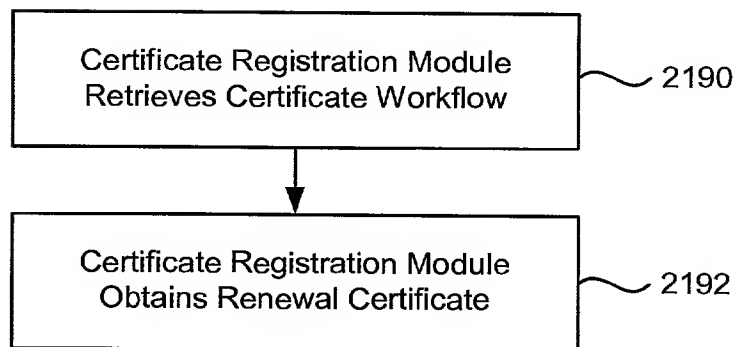 Certificate Registration Module
Retrieves Certificate Workflow
2190
Certificate Registration Module
Obtains Renewal Certificate
2192